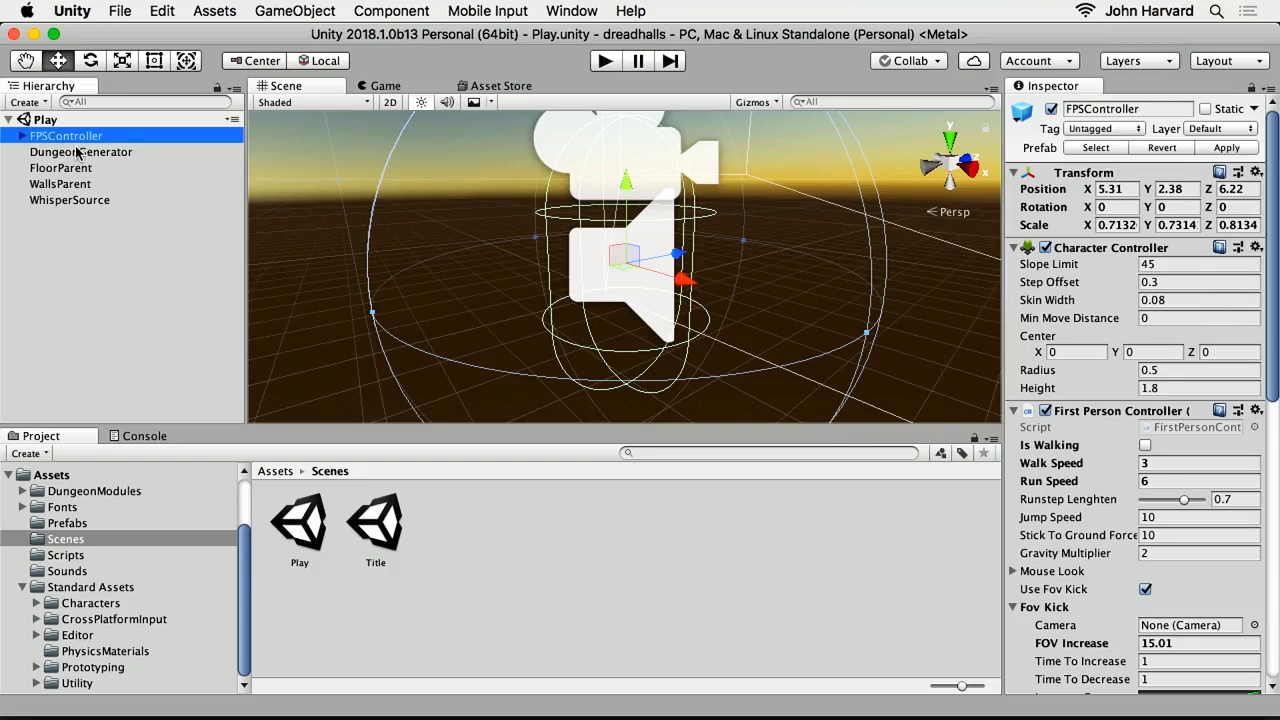 Unity File Edit Assets GameObject Component Mobile Input Window Help John Harvard
Unity 2018.1.0b13 Personal (64bit) - Play.unity - dreadhalls - PC, Mac & Linux Standalone (Personal) <Metal>
Center Local Collab Account Layers Layout
Hierarchy
Create All
Play
FPSController
DungeonGenerator
FloorParent
WallsParent
WhisperSource
Scene Game Asset Store
Shaded 2D Gizmos All
y
x
Persp
Inspector
FPSController Static
Tag Untagged Layer Default
Prefab Select Revert Apply
Transform
Position X 5.31 Y 2.38 Z 6.22
Rotation X 0 Y 0 Z 0
Scale X 0.7132 Y 0.7314 Z 0.8134
Character Controller
Slope Limit 45
Step Offset 0.3
Skin Width 0.08
Min Move Distance 0
Center
X 0 Y 0 Z 0
Radius 0.5
Height 1.8
First Person Controller (
Script FirstPersonCont
Is Walking
Walk Speed 3
Run Speed 6
Runstep Lenghten 0.7
Jump Speed 10
Stick To Ground Force 10
Gravity Multiplier 2
Mouse Look
Use Fov Kick
Fov Kick
Camera None (Camera)
FOV Increase 15.01
Time To Increase 1
Time To Decrease 1
Project Console
Create
Assets
DungeonModules
Fonts
Prefabs
Scenes
Scripts
Sounds
Standard Assets
Characters
CrossPlatformInput
Editor
PhysicsMaterials
Prototyping
Utility
Assets Scenes
Play Title